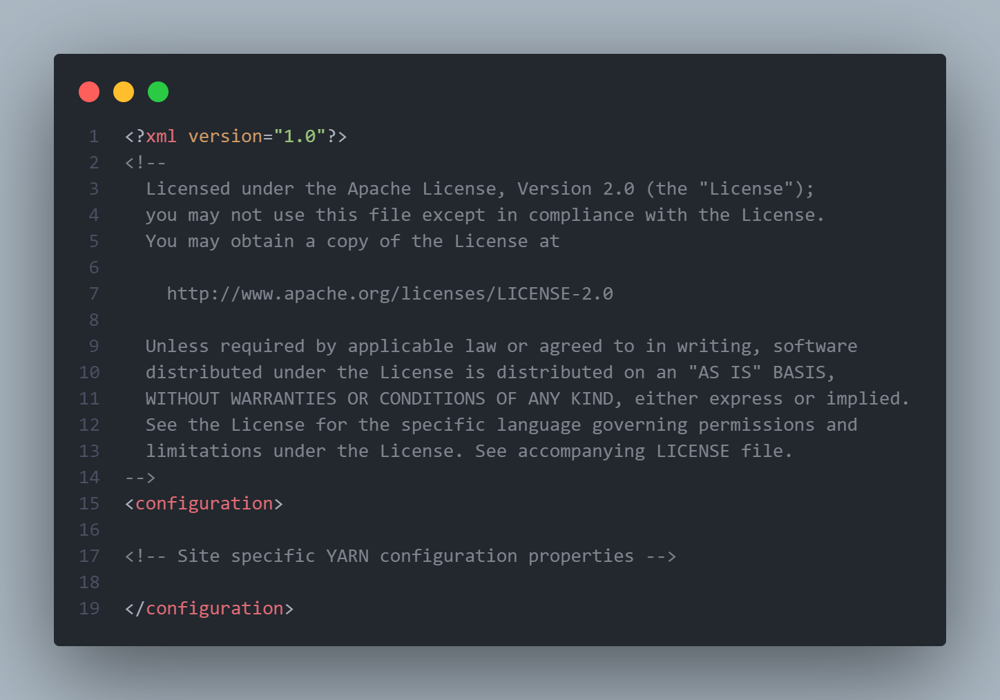 1 <?xml version="1.0"?>
2 <!--
3   Licensed under the Apache License, Version 2.0 (the "License");
4   you may not use this file except in compliance with the License.
5   You may obtain a copy of the License at
6
7     http://www.apache.org/licenses/LICENSE-2.0
8
9   Unless required by applicable law or agreed to in writing, software
10   distributed under the License is distributed on an "AS IS" BASIS,
11   WITHOUT WARRANTIES OR CONDITIONS OF ANY KIND, either express or implied.
12   See the License for the specific language governing permissions and
13   limitations under the License. See accompanying LICENSE file.
14 -->
15 <configuration>
16
17 <!-- Site specific YARN configuration properties -->
18
19 </configuration>